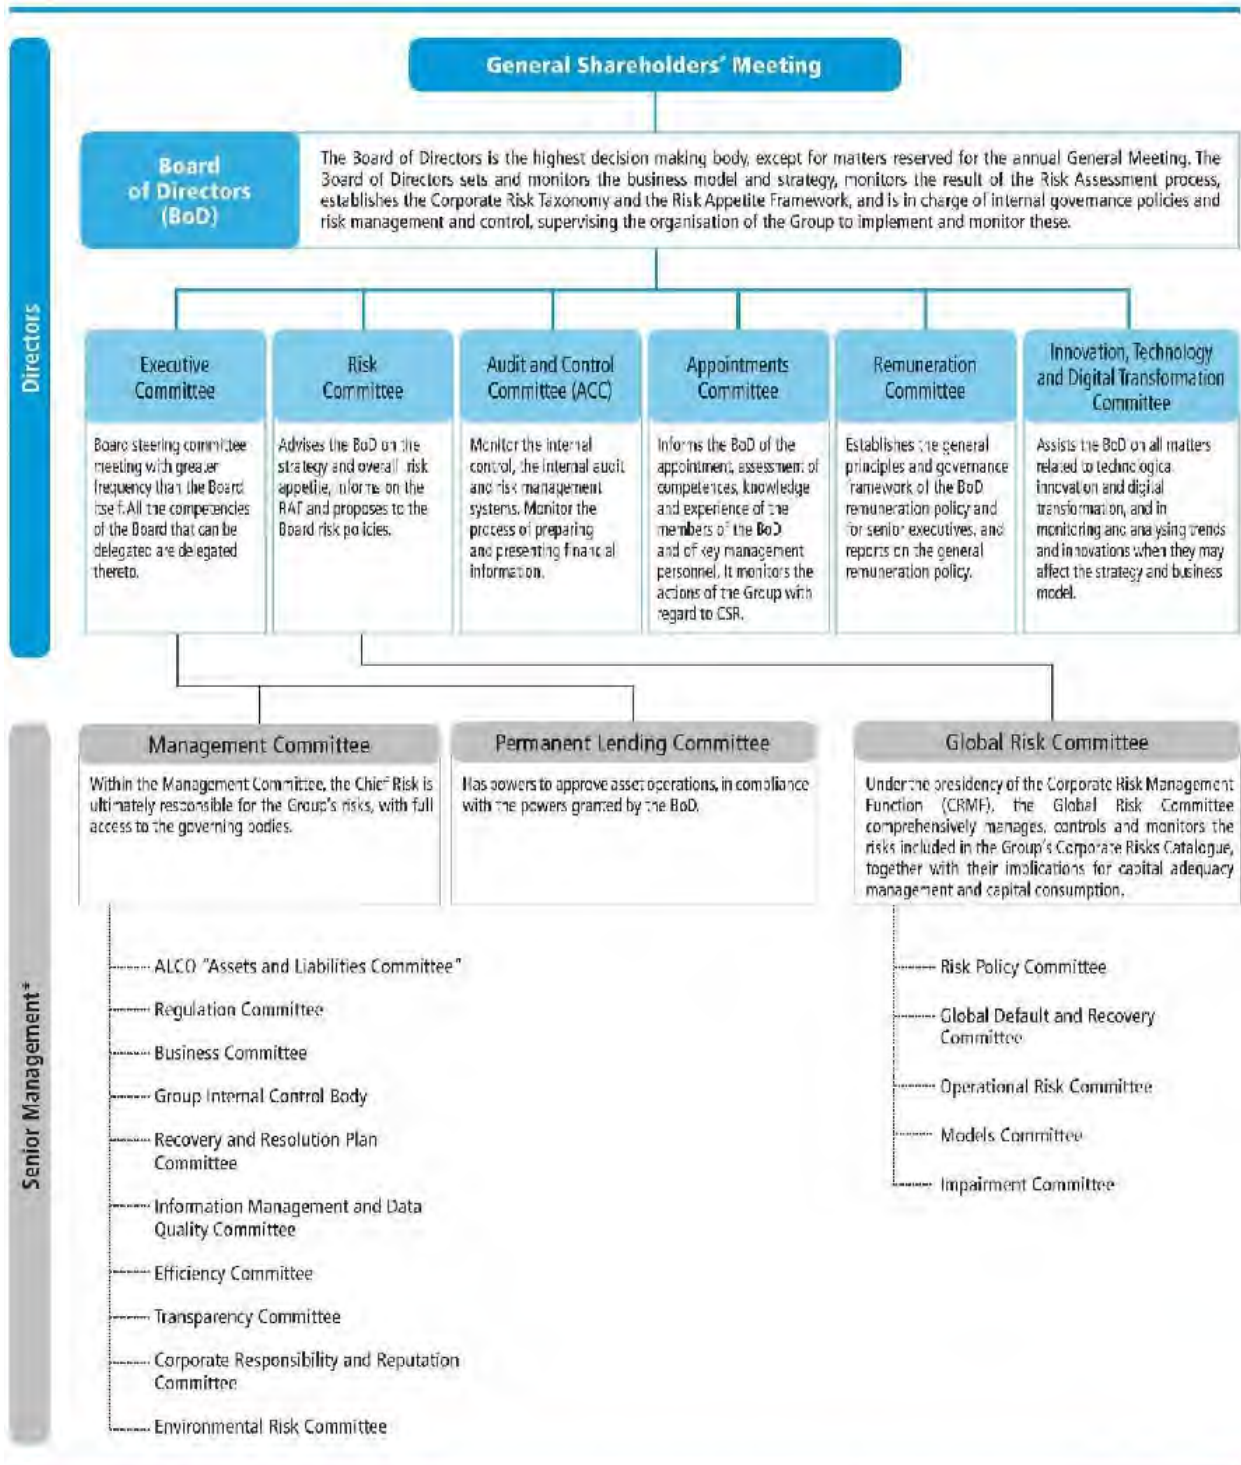 General Shareholders' Meeting
Directors
Board
of Directors
(BoD)
The Board of Directors is the highest decision making body, except for matters reserved for the annual General Meeting. The
Board of Directors sets and monitors the business model and strategy, monitors the result of the Risk Assessment process,
establishes the Corporate Risk Taxonomy and the Risk Appetite Framework, and is in charge of internal governance policies and
risk management and control, supervising the organisation of the Group to implement and monitor these.
Executive
Committee
Board steering committee
meeting with greater
frequency than the Board
itself. All the competencies
of the Board that can be
delegated are delegated
thereto.
Risk
Committee
Advises the BoD on the
strategy and overall risk
appetite, informs on the
RAF and proposes to the
Board risk policies.
Audit and Control
Committee (ACC)
Monitor the internal
control, the internal audit
and risk management
systems. Monitor the
process of preparing
and presenting financial
information.
Appointments
Committee
Informs the BoD of the
appointment, assessment of
competences, knowledge
and experience of the
members of the BoD
and of key management
personnel. It monitors the
actions of the Group with
regard to CSR.
Remuneration
Committee
Establishes the general
principles and governance
framework of the BoD
remuneration policy and
for senior executives, and
reports on the general
remuneration policy.
Innovation, Technology
and Digital Transformation
Committee
Assists the BoD on all matters
related to technological
innovation and digital
transformation, and in
monitoring and analysing trends
and innovations when they may
affect the strategy and business
model.
Senior Management*
Management Committee
Within the Management Committee, the Chief Risk is
ultimately responsible for the Group's risks, with full
access to the governing bodies.
ALCO "Assets and Liabilities Committee"
Regulation Committee
Business Committee
Group Internal Control Body
Recovery and Resolution Plan
Committee
Information Management and Data
Quality Committee
Efficiency Committee
Transparency Committee
Corporate Responsibility and Reputation
Committee
Environmental Risk Committee
Permanent Lending Committee
Has powers to approve asset operations, in compliance
with the powers granted by the BoD.
Global Risk Committee
Under the presidency of the Corporate Risk Management
Function (CRMF), the Global Risk Committee
comprehensively manages, controls and monitors the
risks included in the Group's Corporate Risks Catalogue,
together with their implications for capital adequacy
management and capital consumption.
Risk Policy Committee
Global Default and Recovery
Committee
Operational Risk Committee
Models Committee
Impairment Committee